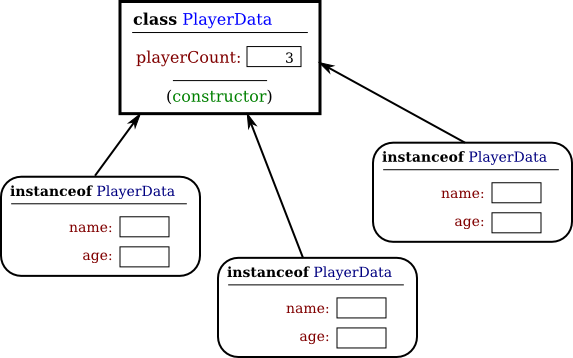 class PlayerData
playerCount: 3
(constructor)
instanceof PlayerData
name:
age:
instanceof PlayerData
name:
age:
instanceof PlayerData
name:
age: